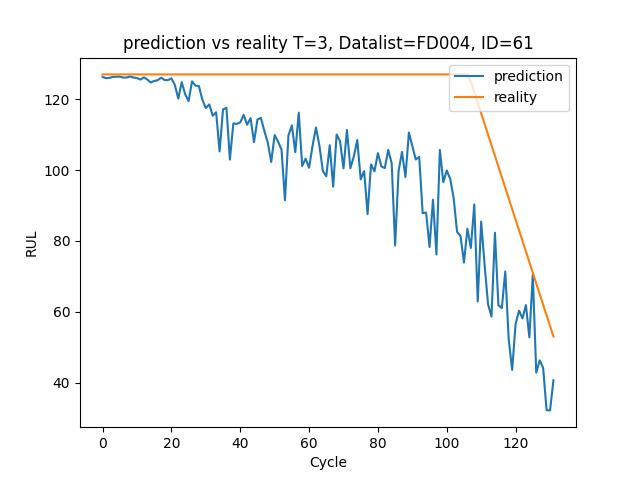 prediction vs reality T=3, Datalist=FD004, ID=61
prediction
reality
RUL
120
100
80
60
40
0 20 40 60 80 100 120
Cycle